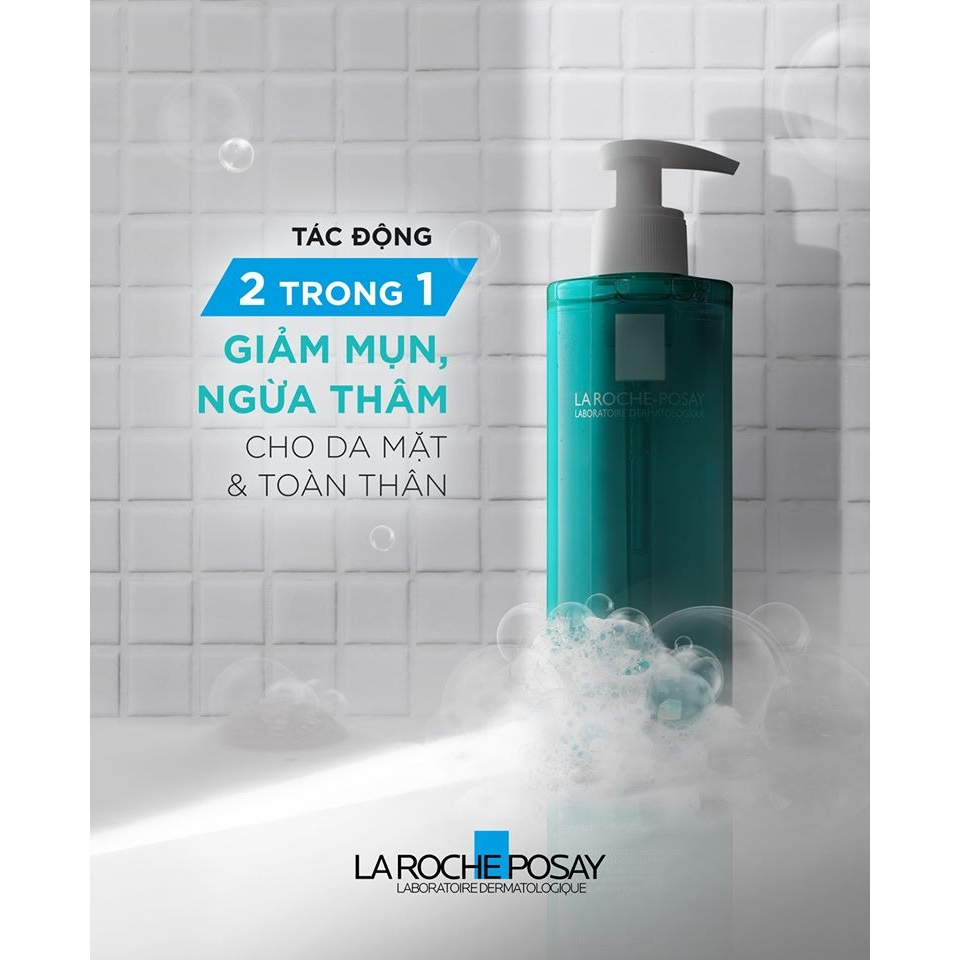 TÁC ĐỘNG
2 TRONG 1
GIẢM MỤN,
NGỪA THÂM
CHO DA MẶT
& TOÀN THÂN
LA ROCHE-POSAY
LABORATOIRE DERMATOLOGIQUE
LA ROCHE POSAY
LABORATOIRE DERMATOLOGIQUE